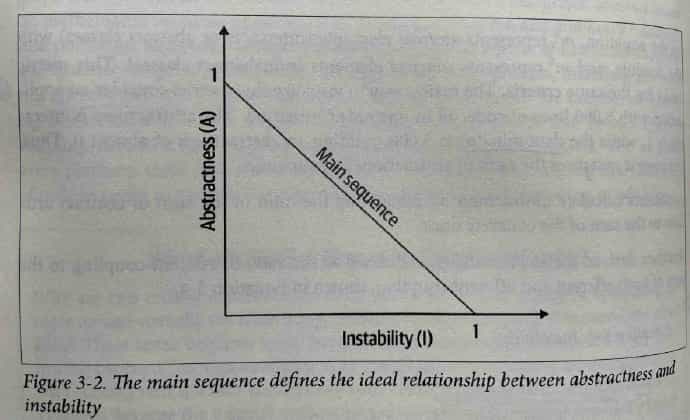 1
Abstractness (A)
Main sequence
Instability (I)
1
Figure 3-2. The main sequence defines the ideal relationship between abstractness and
instability